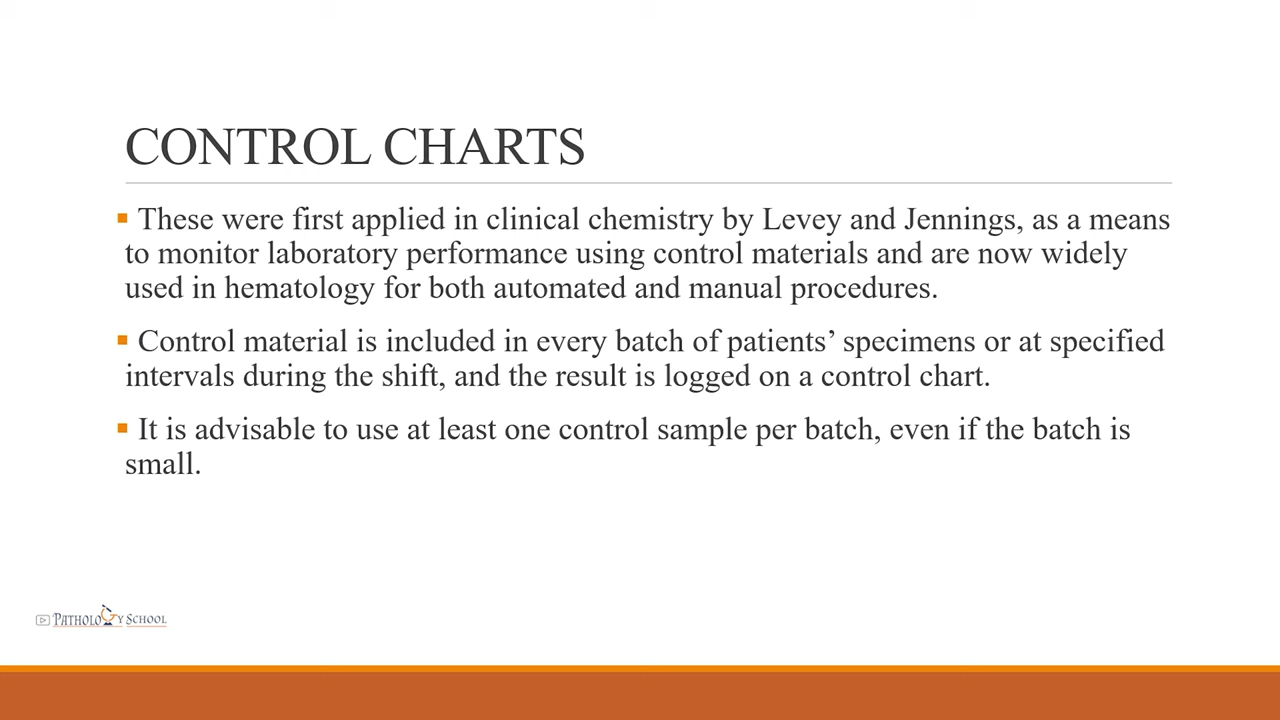 CONTROL CHARTS
▪ These were first applied in clinical chemistry by Levey and Jennings, as a means
to monitor laboratory performance using control materials and are now widely
used in hematology for both automated and manual procedures.
▪ Control material is included in every batch of patients’ specimens or at specified
intervals during the shift, and the result is logged on a control chart.
▪ It is advisable to use at least one control sample per batch, even if the batch is
small.
PATHOLOGY SCHOOL